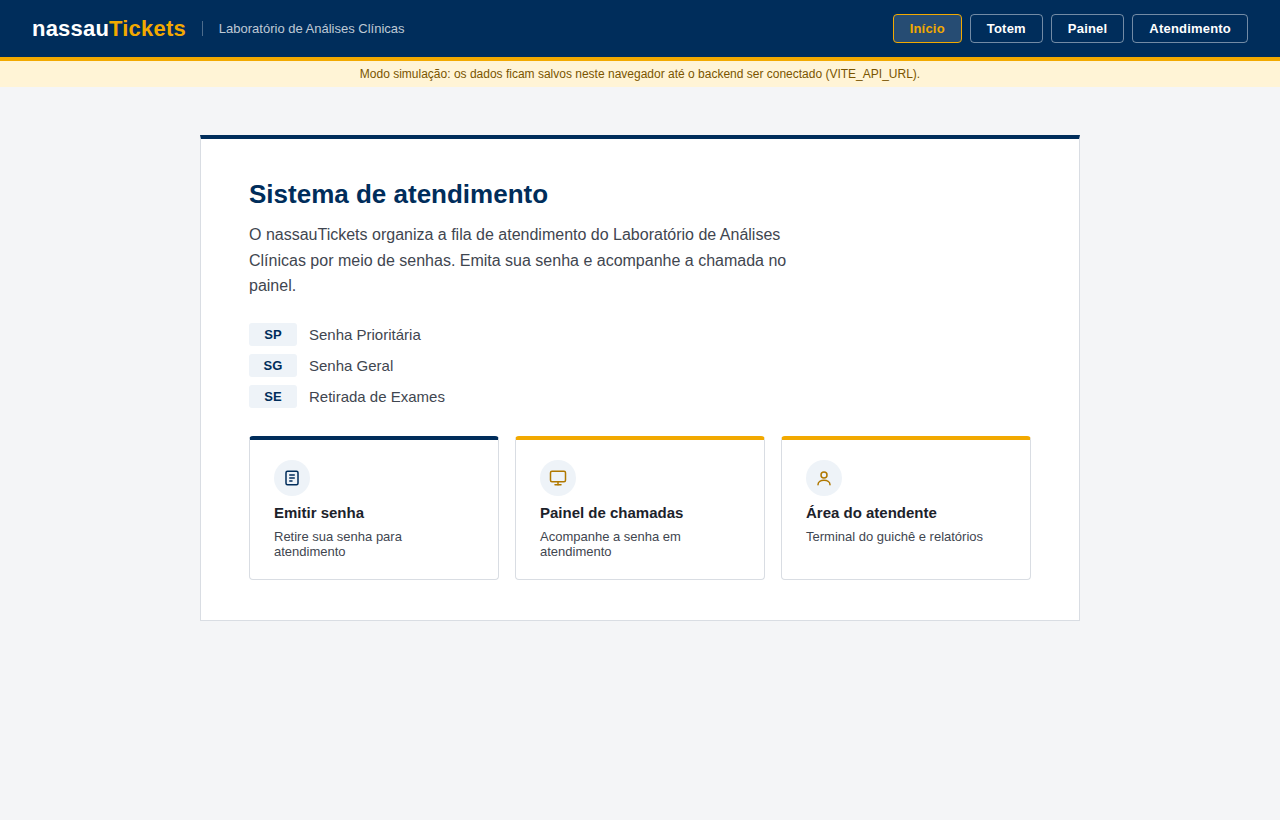 nassauTickets
Laboratório de Análises Clínicas
Início
Totem
Painel
Atendimento
Modo simulação: os dados ficam salvos neste navegador até o backend ser conectado (VITE_API_URL).
Sistema de atendimento
O nassauTickets organiza a fila de atendimento do Laboratório de Análises
Clínicas por meio de senhas. Emita sua senha e acompanhe a chamada no
painel.
SP Senha Prioritária
SG Senha Geral
SE Retirada de Exames
Emitir senha
Retire sua senha para
atendimento
Painel de chamadas
Acompanhe a senha em
atendimento
Área do atendente
Terminal do guichê e relatórios